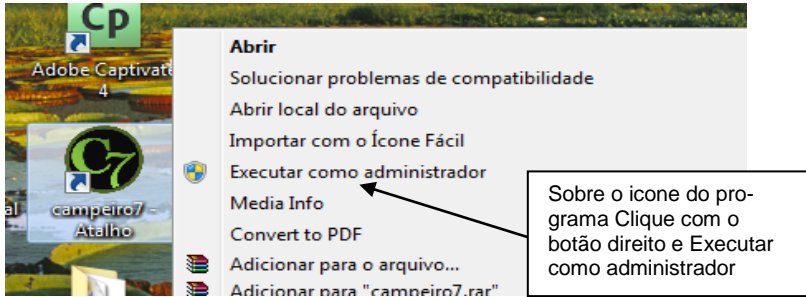 Cp
Adobe Captivate
4
C7
campeiro7 -
Atalho
al
Abrir
Solucionar problemas de compatibilidade
Abrir local do arquivo
Importar com o Ícone Fácil
Executar como administrador
Media Info
Convert to PDF
Adicionar para o arquivo...
Adicionar para "campeiro7.rar"
Sobre o icone do pro-
grama Clique com o
botão direito e Executar
como administrador